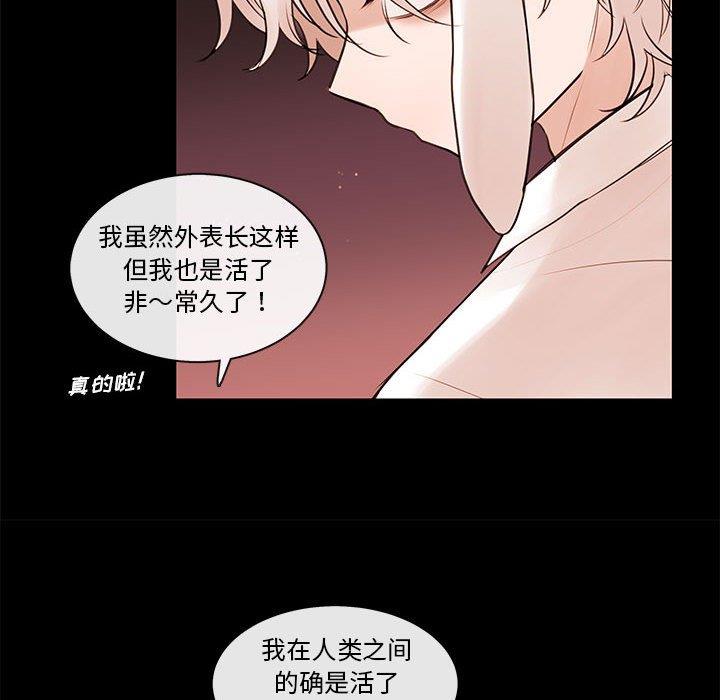 我虽然外表长这样
但我也是活了
非～常久了！
真的啦！
我在人类之间
的确是活了